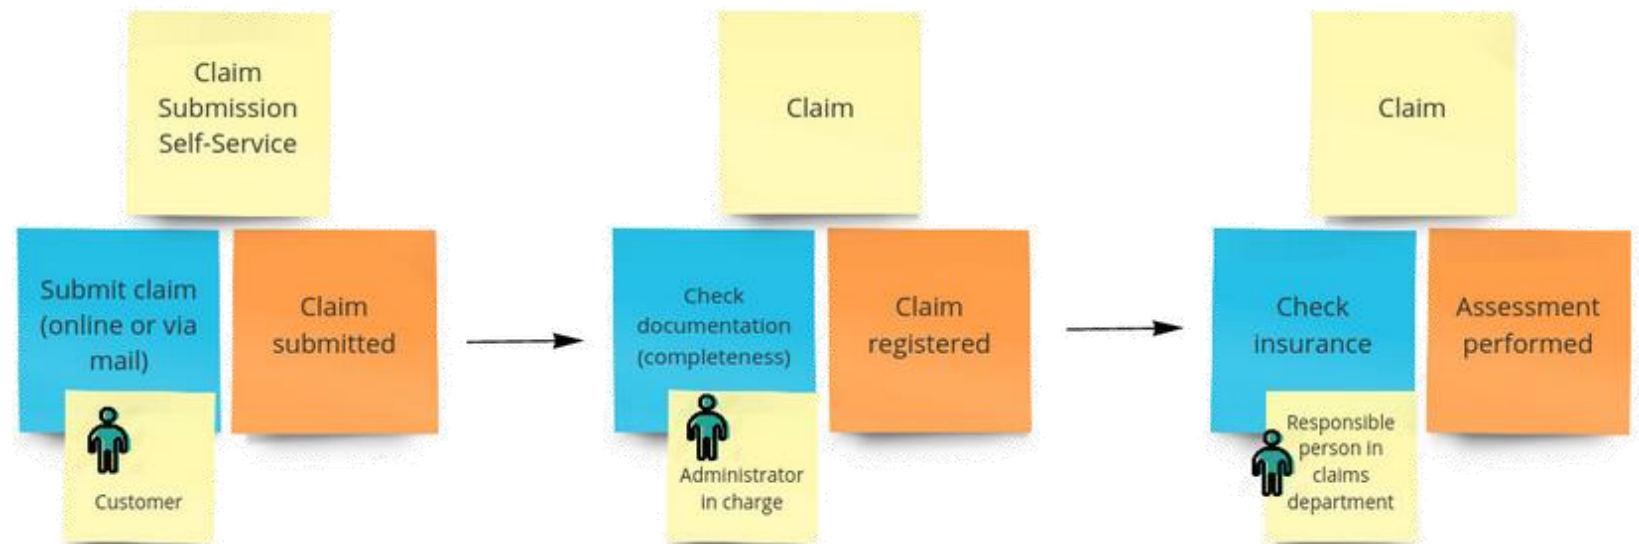 Claim
Submission
Self-Service
Submit claim
(online or via
mail)
Claim
submitted
Customer
Claim
Check
documentation
(completeness)
Claim
registered
Administrator
in charge
Claim
Check
insurance
Assessment
performed
Responsible
person in
claims
department